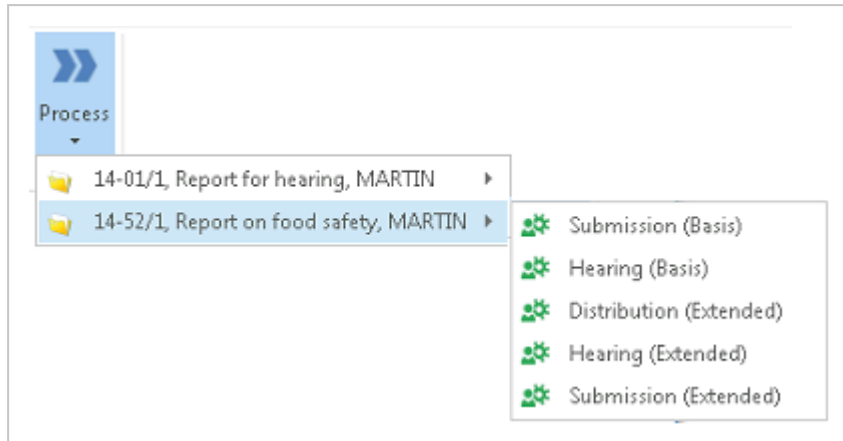 Process
14-01/1, Report for hearing, MARTIN
14-52/1, Report on food safety, MARTIN
Submission (Basis)
Hearing (Basis)
Distribution (Extended)
Hearing (Extended)
Submission (Extended)